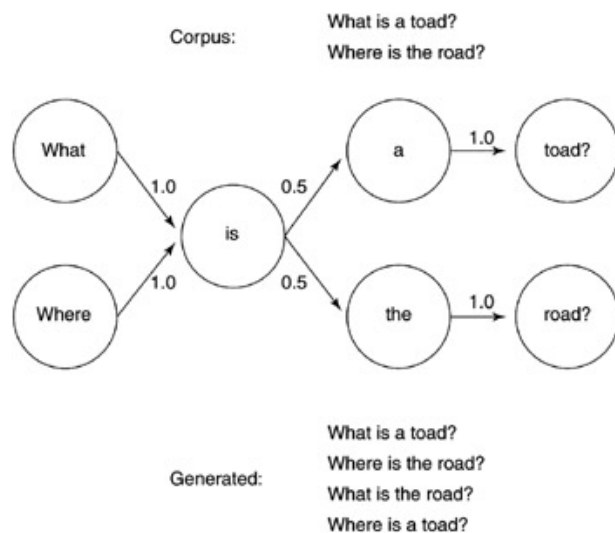 Corpus:
What is a toad?
Where is the road?
What
a
toad?
1.0
1.0
0.5
is
1.0
0.5
Where
the
road?
1.0
Generated:
What is a toad?
Where is the road?
What is the road?
Where is a toad?